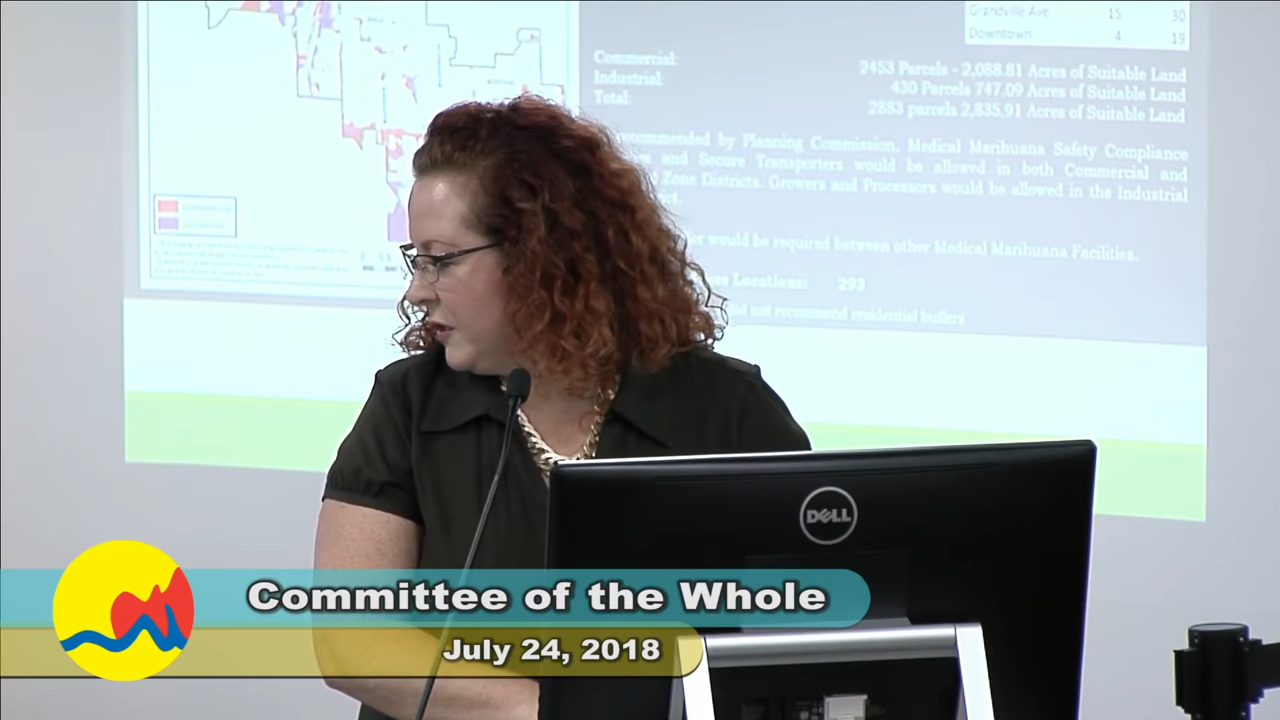 Grandville Ave 15 30
Downtown 4 19
Commercial: 2453 Parcels - 2,088.81 Acres of Suitable Land
Industrial: 430 Parcels 747.09 Acres of Suitable Land
Total: 2883 parcels 2,835.91 Acres of Suitable Land
recommended by Planning Commission, Medical Marihuana Safety Compliance
and Secure Transporters would be allowed in both Commercial and
Zone Districts. Growers and Processors would be allowed in the Industrial
would be required between other Medical Marihuana Facilities.
Locations: 293
did not recommend residential buffers
DELL
Committee of the Whole
July 24, 2018